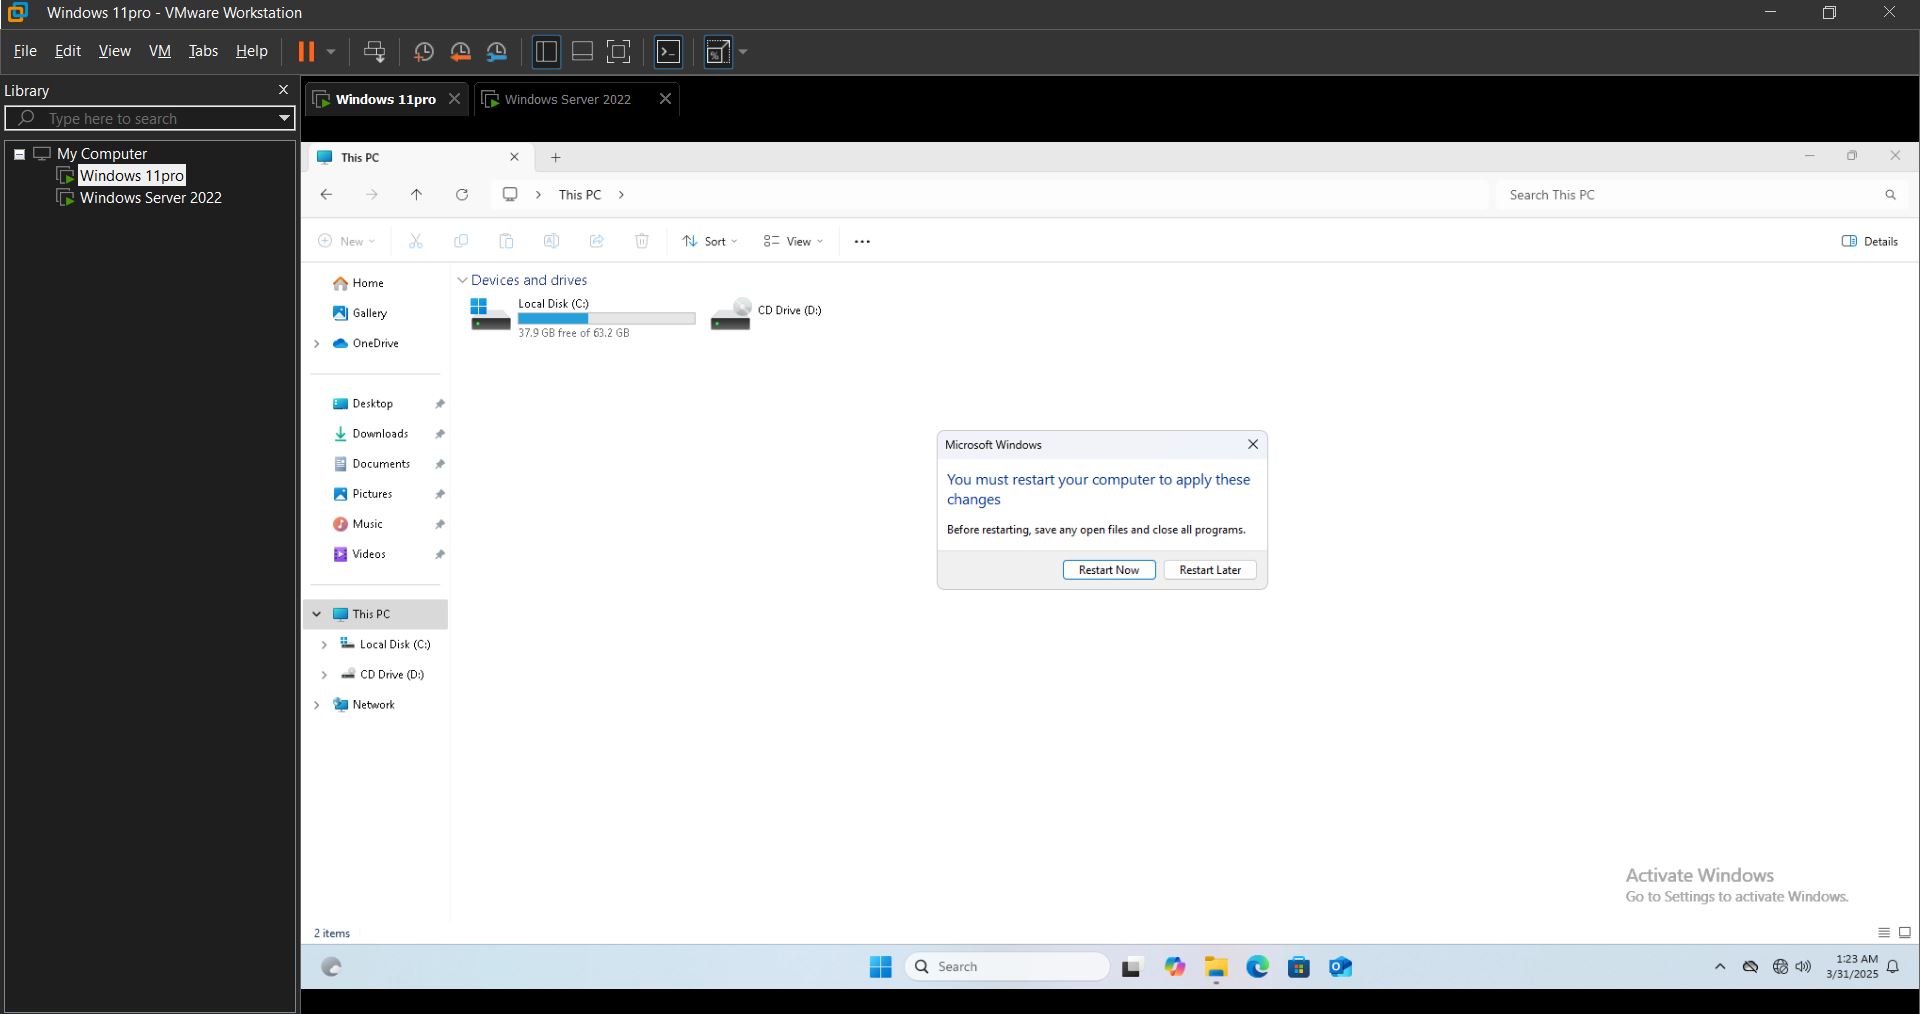 Windows 11pro - VMware Workstation
File Edit View VM Tabs Help
Library
Type here to search
My Computer
Windows 11pro
Windows Server 2022
Windows 11pro
Windows Server 2022
This PC
This PC
Search This PC
New
Sort
View
Details
Home
Gallery
OneDrive
Desktop
Downloads
Documents
Pictures
Music
Videos
This PC
Local Disk (C:)
CD Drive (D:)
Network
Devices and drives
Local Disk (C:)
37.9 GB free of 63.2 GB
CD Drive (D:)
Microsoft Windows
You must restart your computer to apply these
changes
Before restarting, save any open files and close all programs.
Restart Now
Restart Later
Activate Windows
Go to Settings to activate Windows.
2 items
Search
1:23 AM
3/31/2025